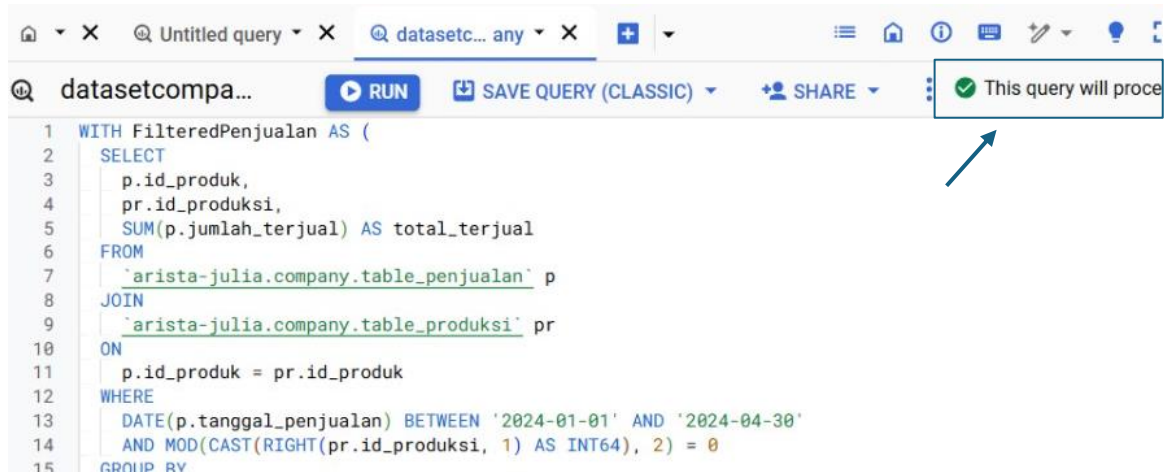 Untitled query datasetc... any
datasetcompa... RUN SAVE QUERY (CLASSIC) SHARE This query will proce
1 WITH FilteredPenjualan AS (
2 SELECT
3 p.id_produk,
4 pr.id_produksi,
5 SUM(p.jumlah_terjual) AS total_terjual
6 FROM
7 `arista-julia.company.table_penjualan` p
8 JOIN
9 `arista-julia.company.table_produksi` pr
10 ON
11 p.id_produk = pr.id_produk
12 WHERE
13 DATE(p.tanggal_penjualan) BETWEEN '2024-01-01' AND '2024-04-30'
14 AND MOD(CAST(RIGHT(pr.id_produksi, 1) AS INT64), 2) = 0
15 GROUP BY